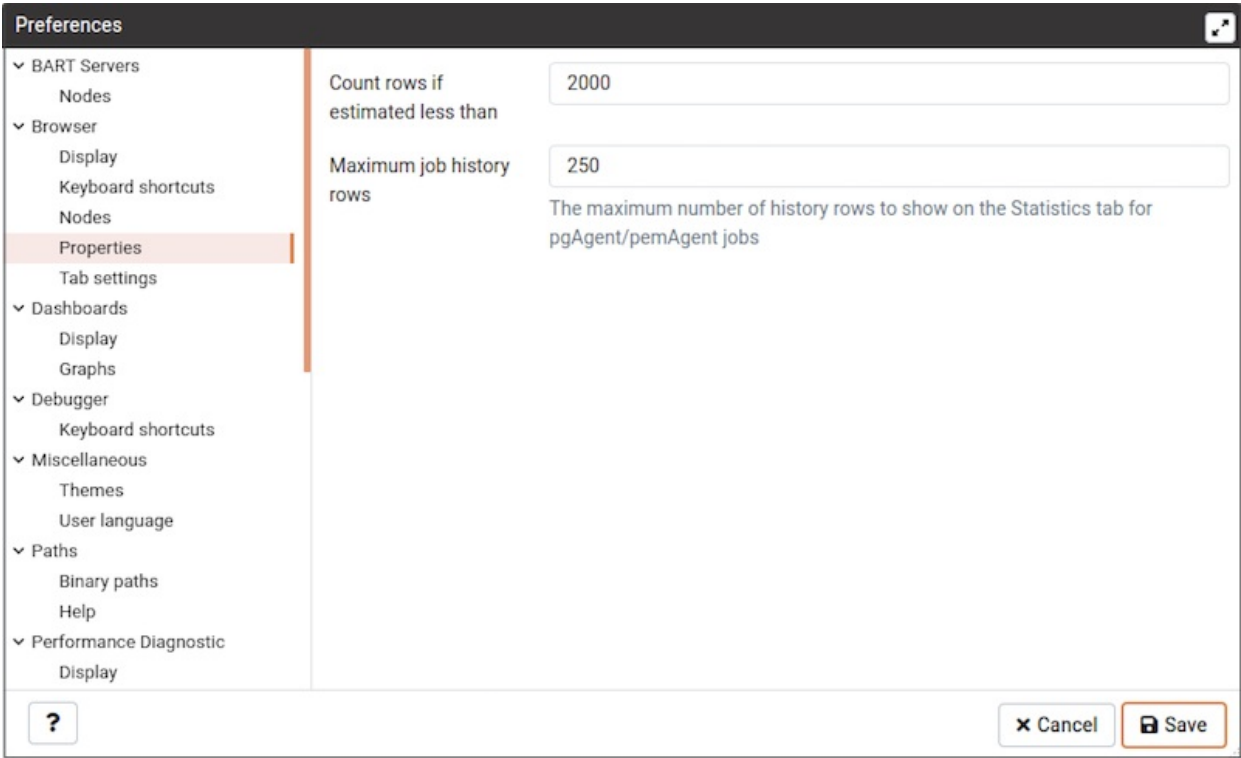 Preferences
BART Servers
Nodes
Browser
Display
Keyboard shortcuts
Nodes
Properties
Tab settings
Dashboards
Display
Graphs
Debugger
Keyboard shortcuts
Miscellaneous
Themes
User language
Paths
Binary paths
Help
Performance Diagnostic
Display
Count rows if
estimated less than
2000
Maximum job history
rows
250
The maximum number of history rows to show on the Statistics tab for
pgAgent/pemAgent jobs
?
Cancel
Save